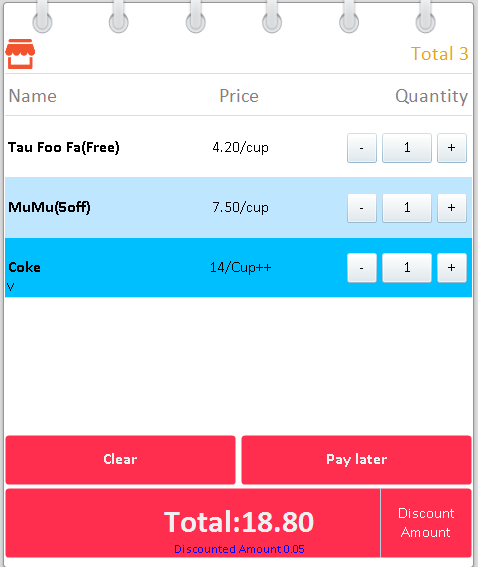 Total 3
Name Price Quantity
Tau Foo Fa(Free) 4.20/cup - 1 +
MuMu(5off) 7.50/cup - 1 +
Coke 14/Cup++ - 1 +
V
Clear Pay later
Total:18.80
Discounted Amount 0.05
Discount
Amount